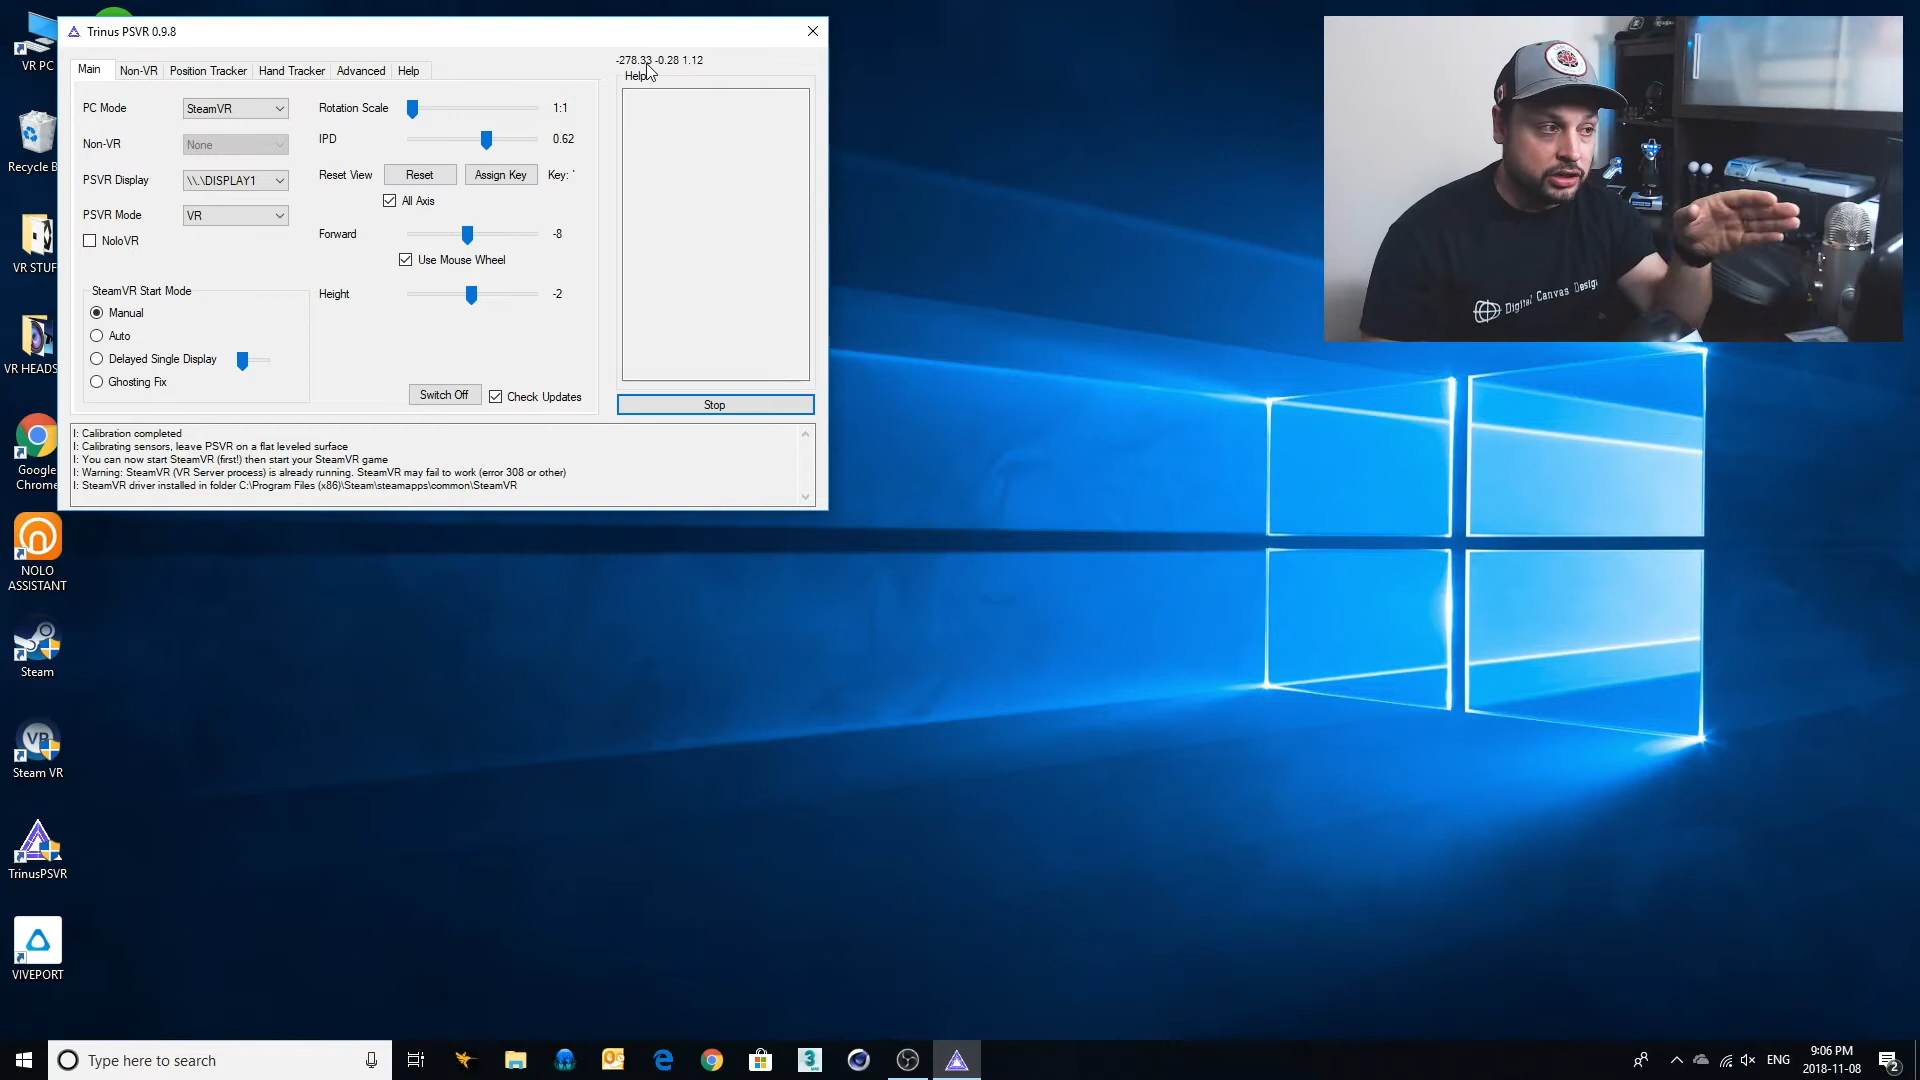 Trinus PSVR 0.9.8
Main
Non-VR
Position Tracker
Hand Tracker
Advanced
Help
-278.33 -0.28 1.12
Help
PC Mode
SteamVR
Non-VR
None
PSVR Display
\\.\DISPLAY1
PSVR Mode
VR
NoloVR
SteamVR Start Mode
Manual
Auto
Delayed Single Display
Ghosting Fix
Rotation Scale
1:1
IPD
0.62
Reset View
Reset
Assign Key
Key: `
All Axis
Forward
-8
Use Mouse Wheel
Height
-2
Switch Off
Check Updates
Stop
I: Calibration completed
I: Calibrating sensors, leave PSVR on a flat leveled surface
I: You can now start SteamVR (first!) then start your SteamVR game
I: Warning: SteamVR (VR Server process) is already running. SteamVR may fail to work (error 308 or other)
I: SteamVR driver installed in folder C:\Program Files (x86)\Steam\steamapps\common\SteamVR
VR PC
Recycle B
VR STUF
VR HEADS
Google
Chrome
NOLO
ASSISTANT
Steam
VR
Steam VR
TrinusPSVR
VIVEPORT
Digital Canvas Design
Type here to search
3
ENG
9:06 PM
2018-11-08
2